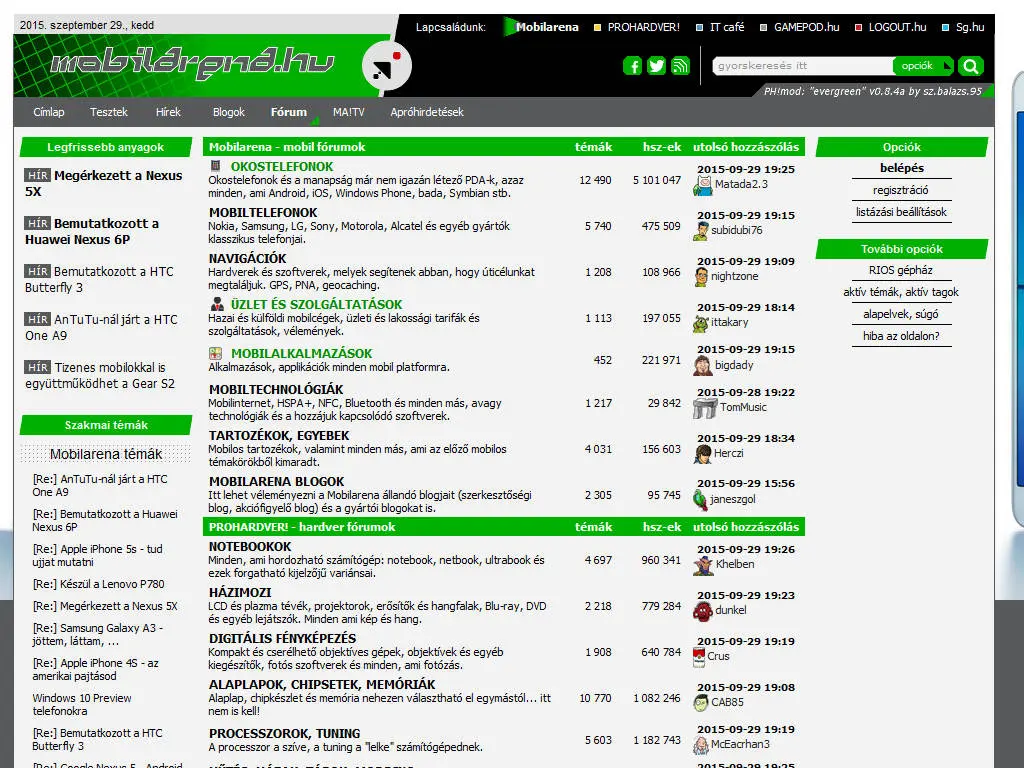 2015. szeptember 29., kedd
Lapcsaládunk: Mobilarena PROHARDVER! IT café GAMEPOD.hu LOGOUT.hu Sg.hu
mobilarena.hu
gyorskeresés itt opciók
PH!mod: "evergreen" v0.8.4a by sz.balazs.95
Címlap Tesztek Hírek Blogok Fórum MA!TV Apróhirdetések
Legfrissebb anyagok
HÍR Megérkezett a Nexus
5X
HÍR Bemutatkozott a
Huawei Nexus 6P
HÍR Bemutatkozott a HTC
Butterfly 3
HÍR AnTuTu-nál járt a HTC
One A9
HÍR Tizenes mobilokkal is
együttműködhet a Gear S2
Szakmai témák
Mobilarena témák
[Re:] AnTuTu-nál járt a HTC
One A9
[Re:] Bemutatkozott a Huawei
Nexus 6P
[Re:] Apple iPhone 5s - tud
ujjat mutatni
[Re:] Készül a Lenovo P780
[Re:] Megérkezett a Nexus 5X
[Re:] Samsung Galaxy A3 -
jöttem, láttam, ...
[Re:] Apple iPhone 4S - az
amerikai pajtásod
Windows 10 Preview
telefonokra
[Re:] Bemutatkozott a HTC
Butterfly 3
[Re:] Google Nexus 5 - Android
Mobilarena - mobil fórumok témák hsz-ek utolsó hozzászólás
OKOSTELEFONOK
Okostelefonok és a manapság már nem igazán létező PDA-k, azaz
minden, ami Android, iOS, Windows Phone, bada, Symbian stb.
12 490 5 101 047
2015-09-29 19:25
Matada2.3
MOBILTELEFONOK
Nokia, Samsung, LG, Sony, Motorola, Alcatel és egyéb gyártók
klasszikus telefonjai.
5 740 475 509
2015-09-29 19:15
subidubi76
NAVIGÁCIÓK
Hardverek és szoftverek, melyek segítenek abban, hogy úticélunkat
megtaláljuk. GPS, PNA, geocaching.
1 208 108 966
2015-09-29 19:09
nightzone
ÜZLET ÉS SZOLGÁLTATÁSOK
Hazai és külföldi mobilcégek, üzleti és lakossági tarifák és
szolgáltatások, vélemények.
1 113 197 055
2015-09-29 18:14
ittakary
MOBILALKALMAZÁSOK
Alkalmazások, applikációk minden mobil platformra.
452 221 971
2015-09-29 19:15
bigdady
MOBILTECHNOLÓGIÁK
Mobilinternet, HSPA+, NFC, Bluetooth és minden más, avagy
technológiák és a hozzájuk kapcsolódó szoftverek.
1 217 29 842
2015-09-28 19:22
TomMusic
TARTOZÉKOK, EGYEBEK
Mobilos tartozékok, valamint minden más, ami az előző mobilos
témakörökből kimaradt.
4 031 156 603
2015-09-29 18:34
Herczi
MOBILARENA BLOGOK
Itt lehet véleményezni a Mobilarena állandó blogjait (szerkesztőségi
blog, akciófigyelő blog) és a gyártói blogokat is.
2 305 95 745
2015-09-29 15:56
janeszgol
PROHARDVER! - hardver fórumok témák hsz-ek utolsó hozzászólás
NOTEBOOKOK
Minden, ami hordozható számítógép: notebook, netbook, ultrabook és
ezek forgatható kijelzőjű variánsai.
4 697 960 341
2015-09-29 19:26
Khelben
HÁZIMOZI
LCD és plazma tévék, projektorok, erősítők és hangfalak, Blu-ray, DVD
és egyéb lejátszók. Minden ami kép és hang.
2 218 779 284
2015-09-29 19:23
dunkel
DIGITÁLIS FÉNYKÉPEZÉS
Kompakt és cserélhető objektíves gépek, objektívek és egyéb
kiegészítők, fotós szoftverek és minden, ami fotózás.
1 908 640 784
2015-09-29 19:19
Crus
ALAPLAPOK, CHIPSETEK, MEMÓRIÁK
Alaplap, chipkészlet és memória nehezen választható el egymástól... itt
nem is kell!
10 770 1 082 246
2015-09-29 19:08
CAB85
PROCESSZOROK, TUNING
A processzor a szíve, a tuning a "lelke" számítógépednek.
5 603 1 182 743
2015-09-29 19:19
McEacrhan3
Opciók
belépés
regisztráció
listázási beállítások
További opciók
RIOS gépház
aktív témák, aktív tagok
alapelvek, súgó
hiba az oldalon?